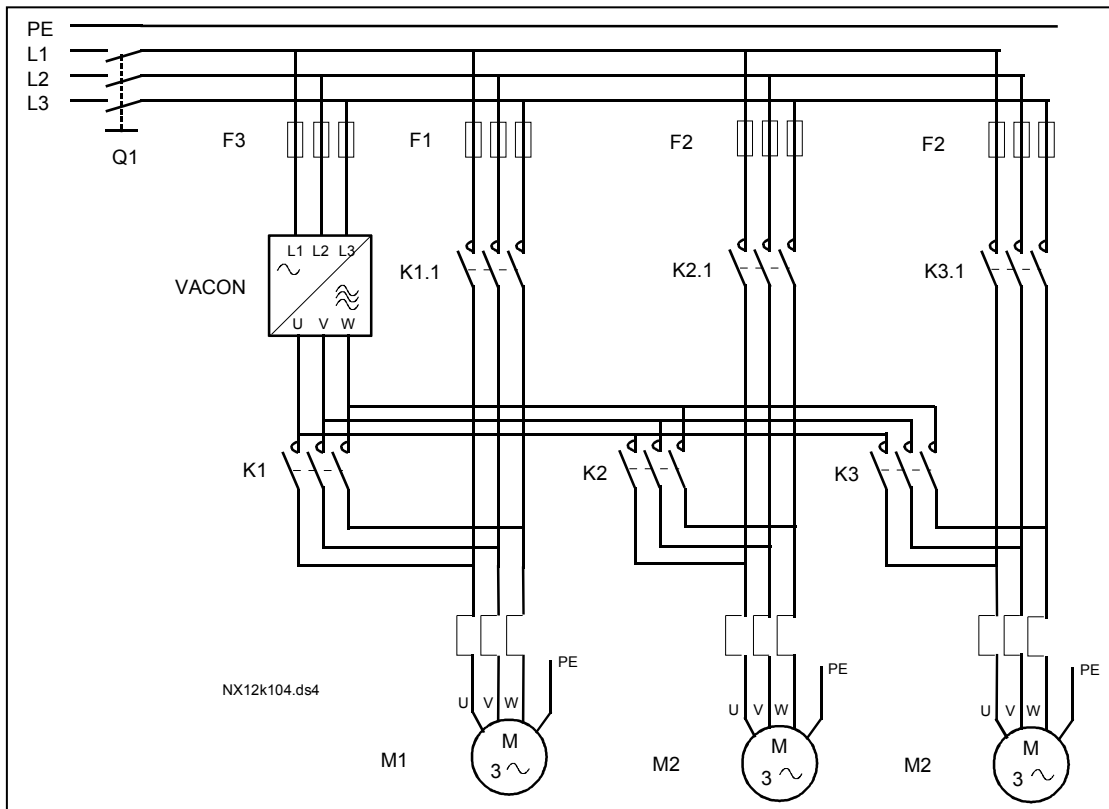 PE
L1
L2
L3
Q1
F3
F1
F2
F2
L1 L2 L3
VACON
U V W
K1.1
K2.1
K3.1
K1
K2
K3
PE
PE
PE
NX12k104.ds4
U V W
U V W
U V W
M1
M
3
M2
M
3
M2
M
3